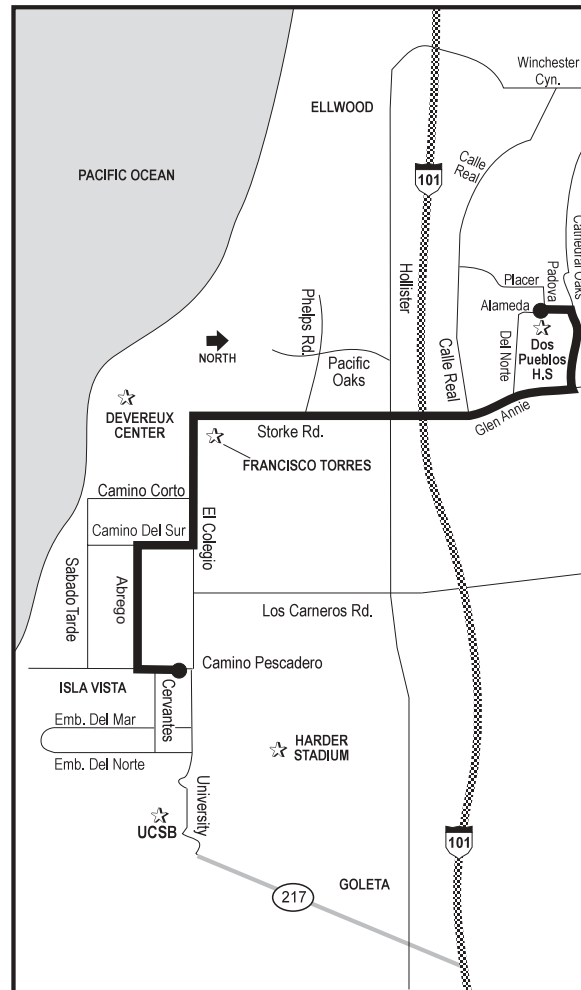 Winchester
Cyn.
ELLWOOD
Calle
Real
PACIFIC OCEAN
101
Cathedral Oaks
Padova
Placer
Hollister
Alameda
Phelps Rd.
Dos
Pueblos
H.S
Del Norte
Calle Real
NORTH
Pacific
Oaks
DEVEREUX
CENTER
Glen Annie
Storke Rd.
FRANCISCO TORRES
Camino Corto
El Colegio
Camino Del Sur
Sabado Tarde
Abrego
Los Carneros Rd.
Camino Pescadero
ISLA VISTA
Cervantes
Emb. Del Mar
HARDER
STADIUM
Emb. Del Norte
University
UCSB
101
GOLETA
217